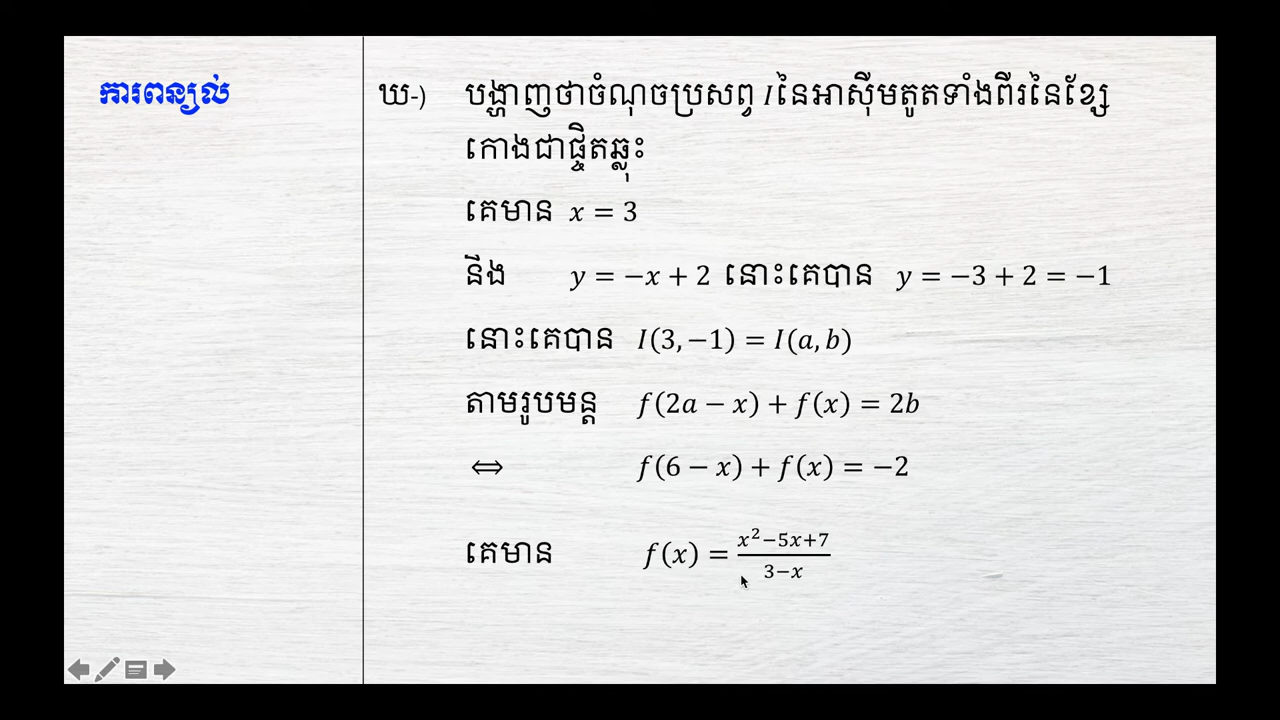 ការពន្យល់
ឃ-) បង្ហាញថាចំណុចប្រសព្វ I នៃអាស៊ីមតូតទាំងពីរនៃខ្សែ
កោងជាផ្ចិតឆ្លុះ
គេមាន x = 3
និង y = −x + 2 នោះគេបាន y = −3 + 2 = −1
នោះគេបាន I(3, −1) = I(a, b)
តាមរូបមន្ត f(2a − x) + f(x) = 2b
⇔ f(6 − x) + f(x) = −2
គេមាន f(x) = \frac{x^2−5x+7}{3−x}